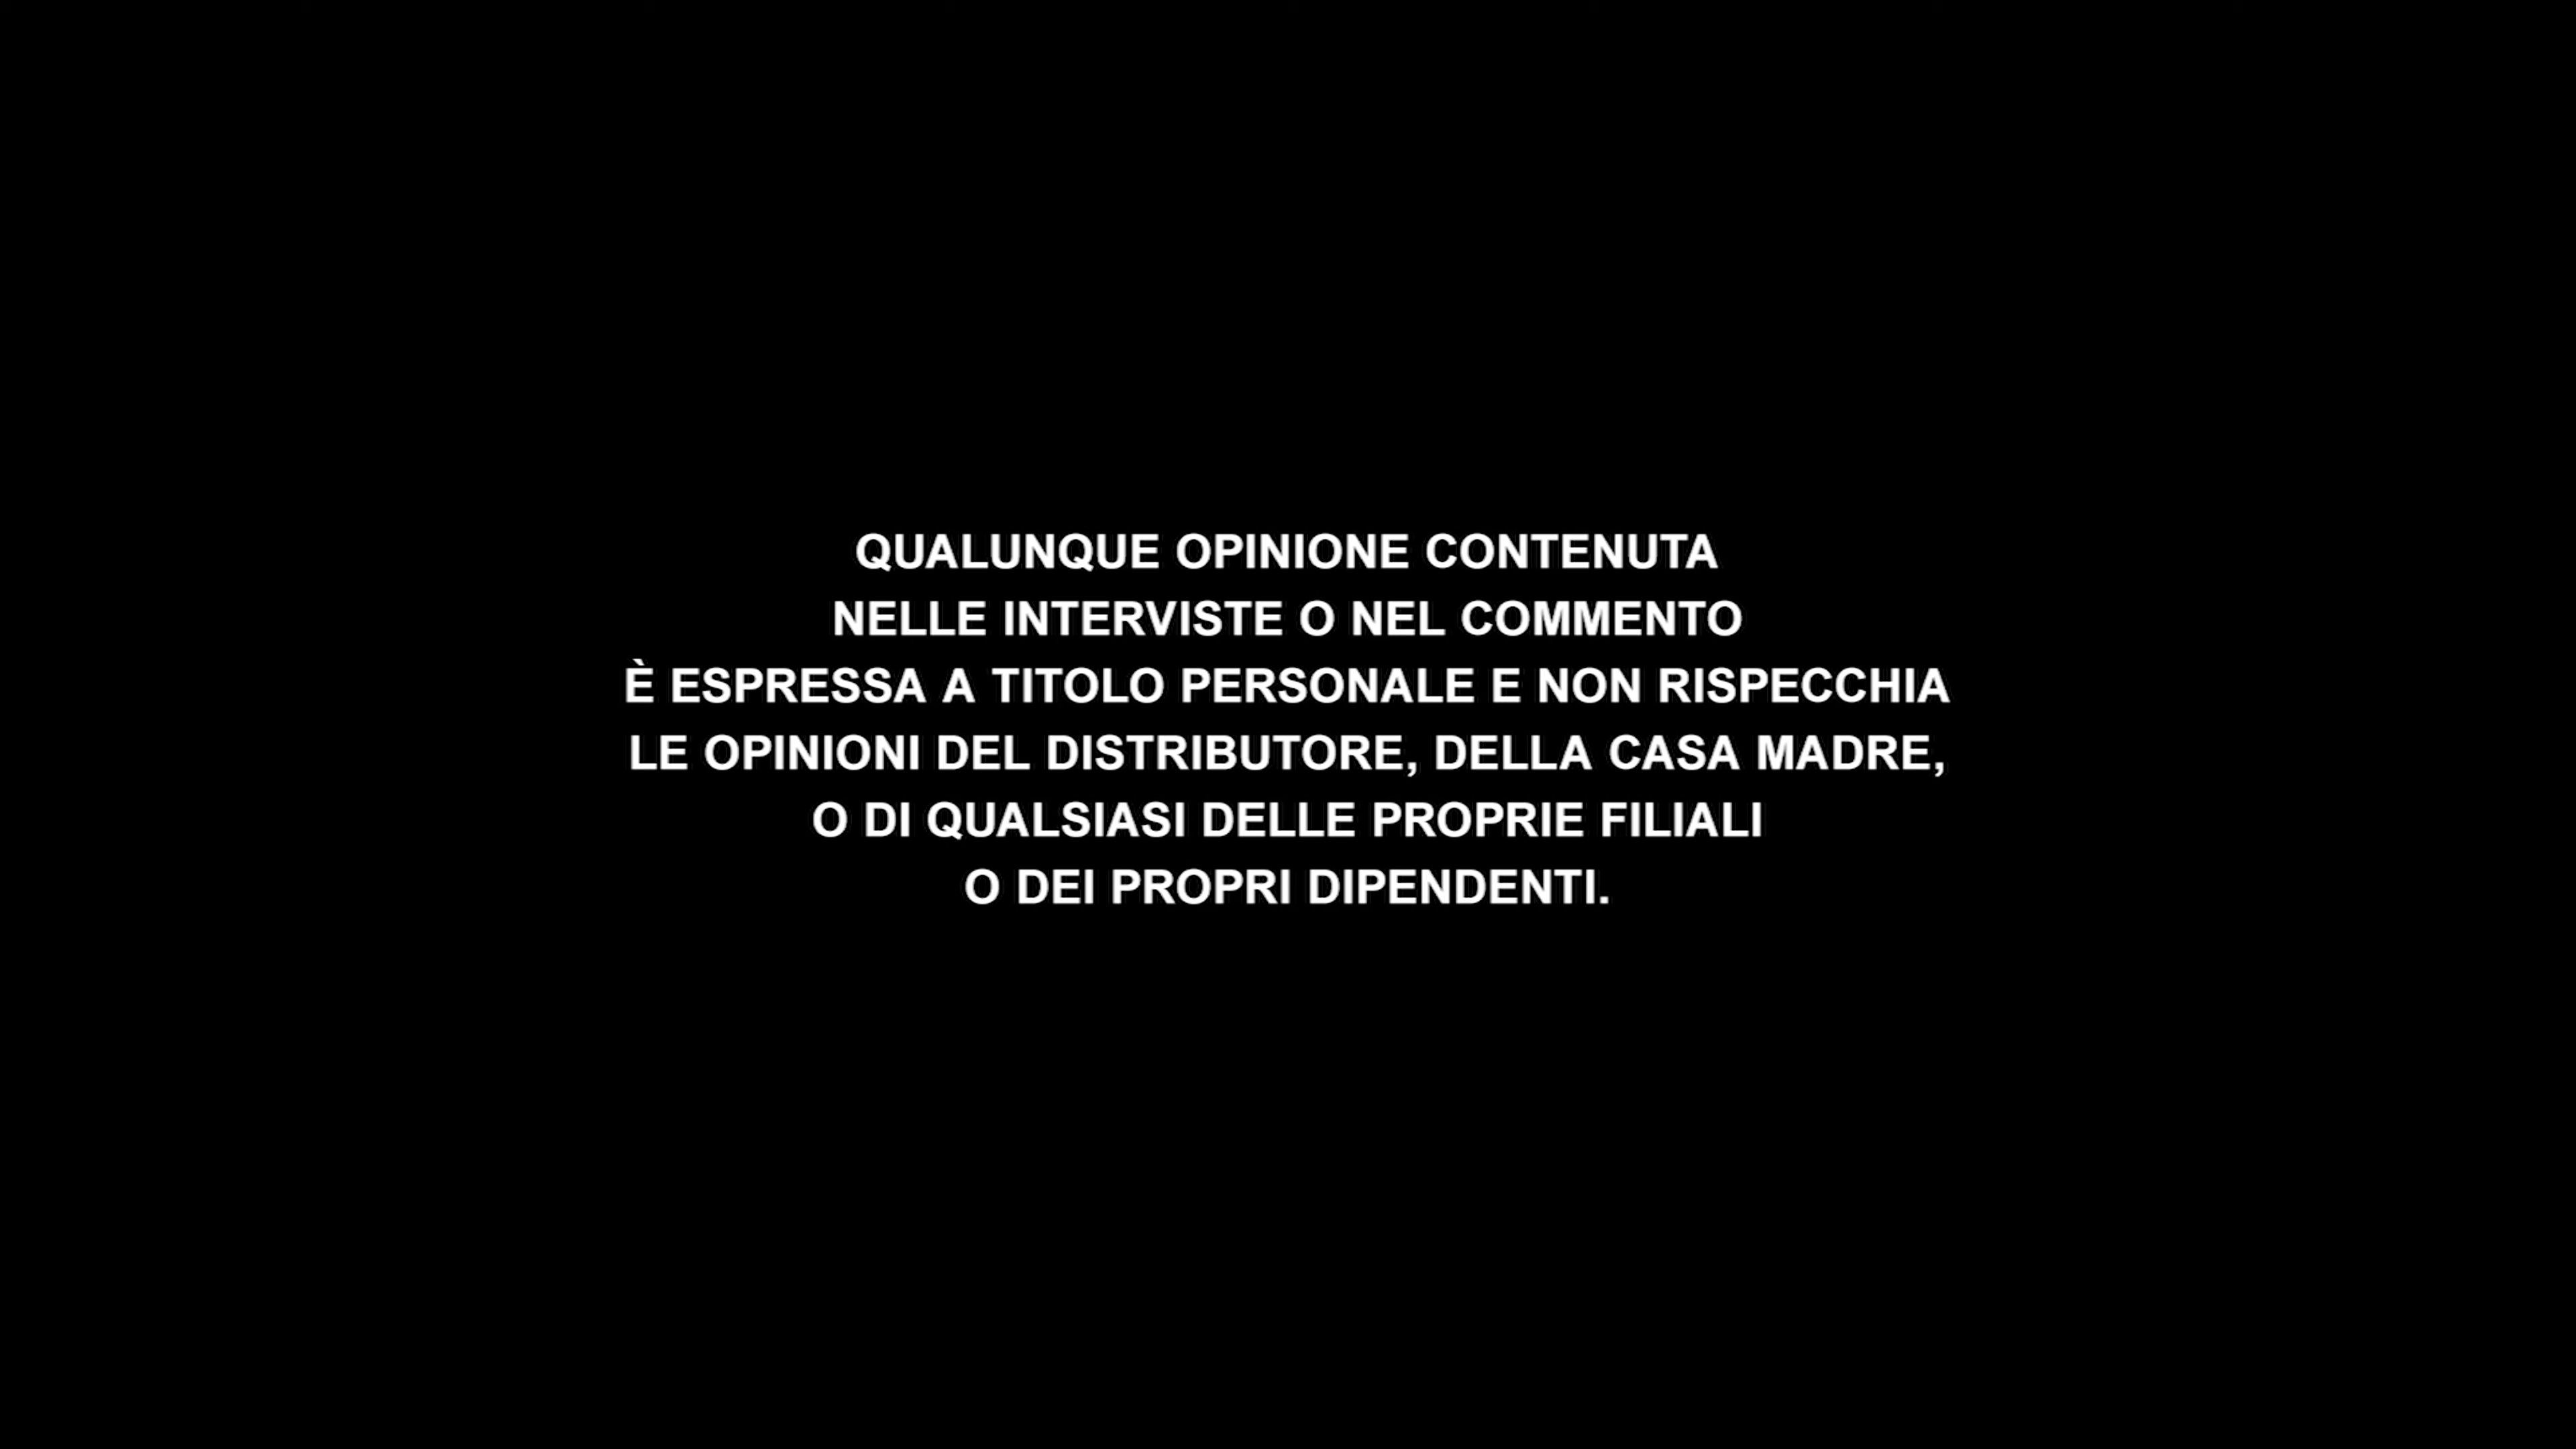 QUALUNQUE OPINIONE CONTENUTA
NELLE INTERVISTE O NEL COMMENTO
È ESPRESSA A TITOLO PERSONALE E NON RISPECCHIA
LE OPINIONI DEL DISTRIBUTORE, DELLA CASA MADRE,
O DI QUALSIASI DELLE PROPRIE FILIALI
O DEI PROPRI DIPENDENTI.